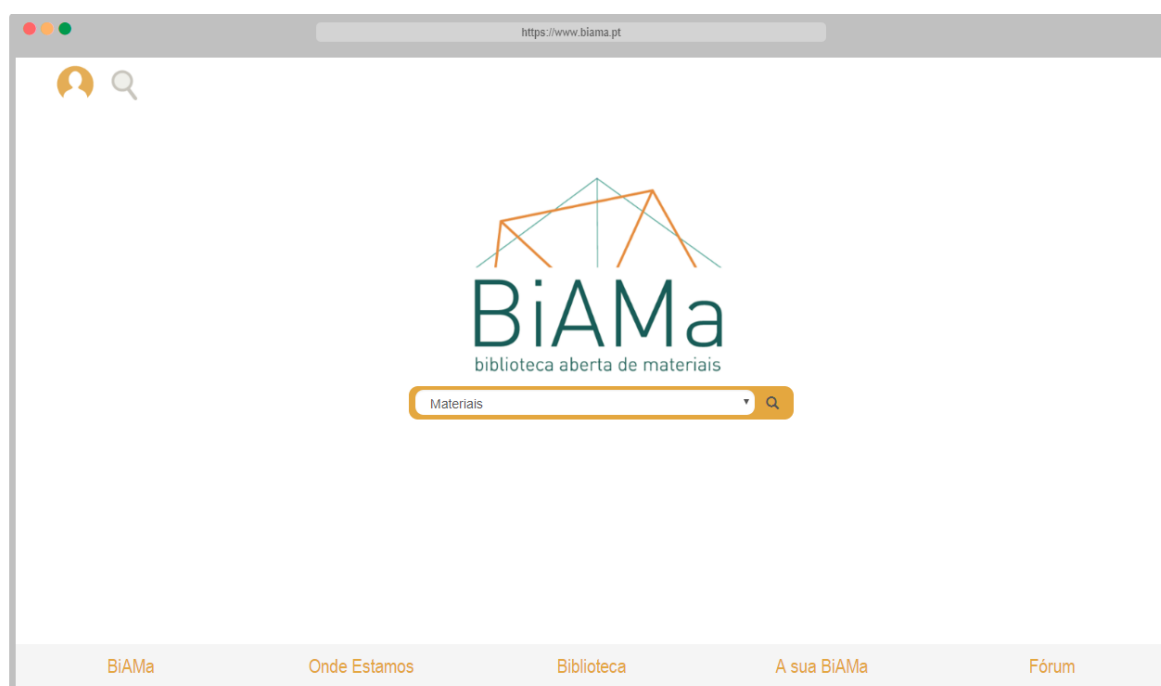 https://www.biama.pt
BiAMa
biblioteca aberta de materiais
Materiais
BiAMa Onde Estamos Biblioteca A sua BiAMa Fórum